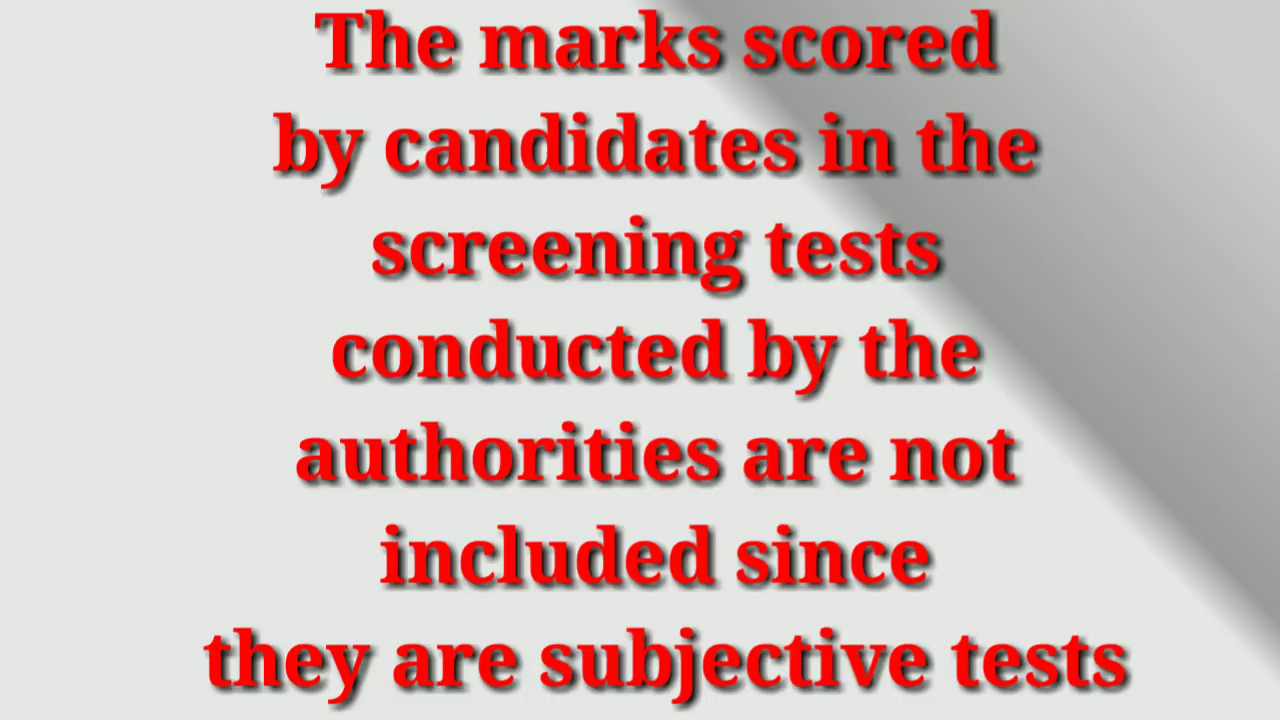 The marks scored
by candidates in the
screening tests
conducted by the
authorities are not
included since
they are subjective tests